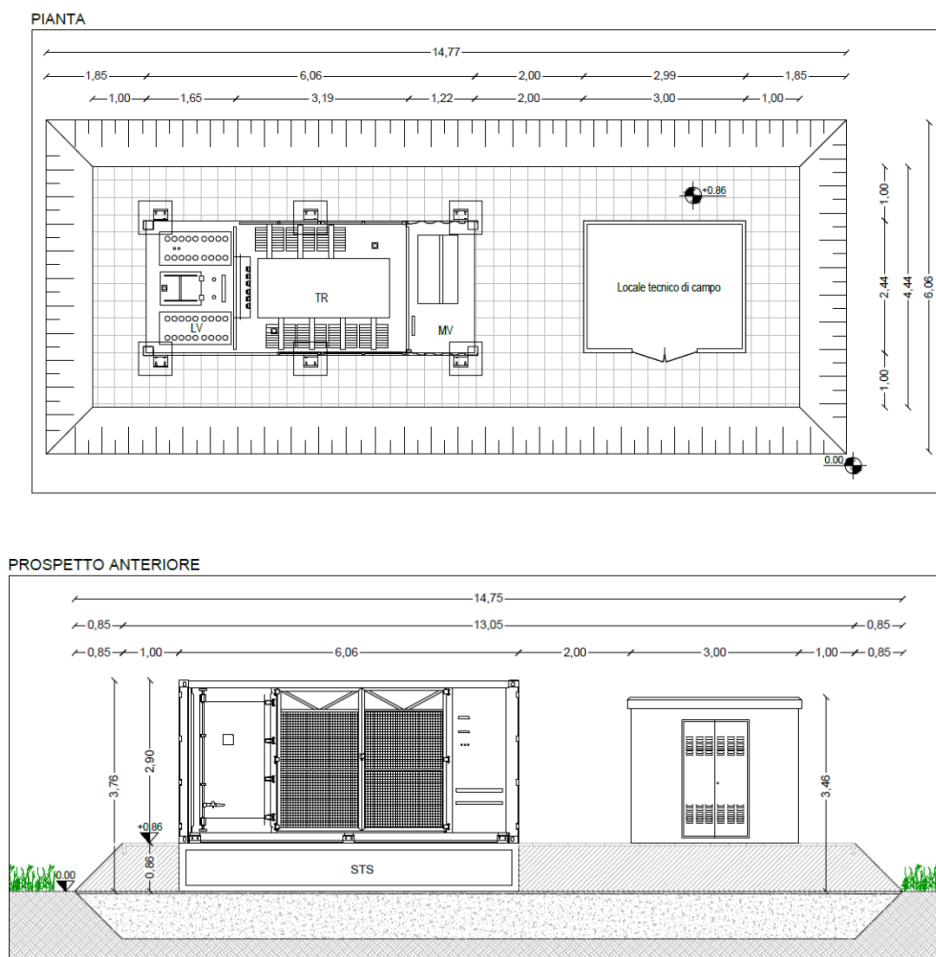 PIANTA
14,77
1,85 6,06 2,00 2,99 1,85
1,00 1,65 3,19 1,22 2,00 3,00 1,00
+0.86
1,00
2,44
4,44
6,06
1,00
Locale tecnico di campo
TR
LV
MV
0.00
PROSPETTO ANTERIORE
14,75
0,85 13,05 0,85
0,85 1,00 6,06 2,00 3,00 1,00 0,85
3,76
2,90
3,46
+0.86
0,86
0.00
STS